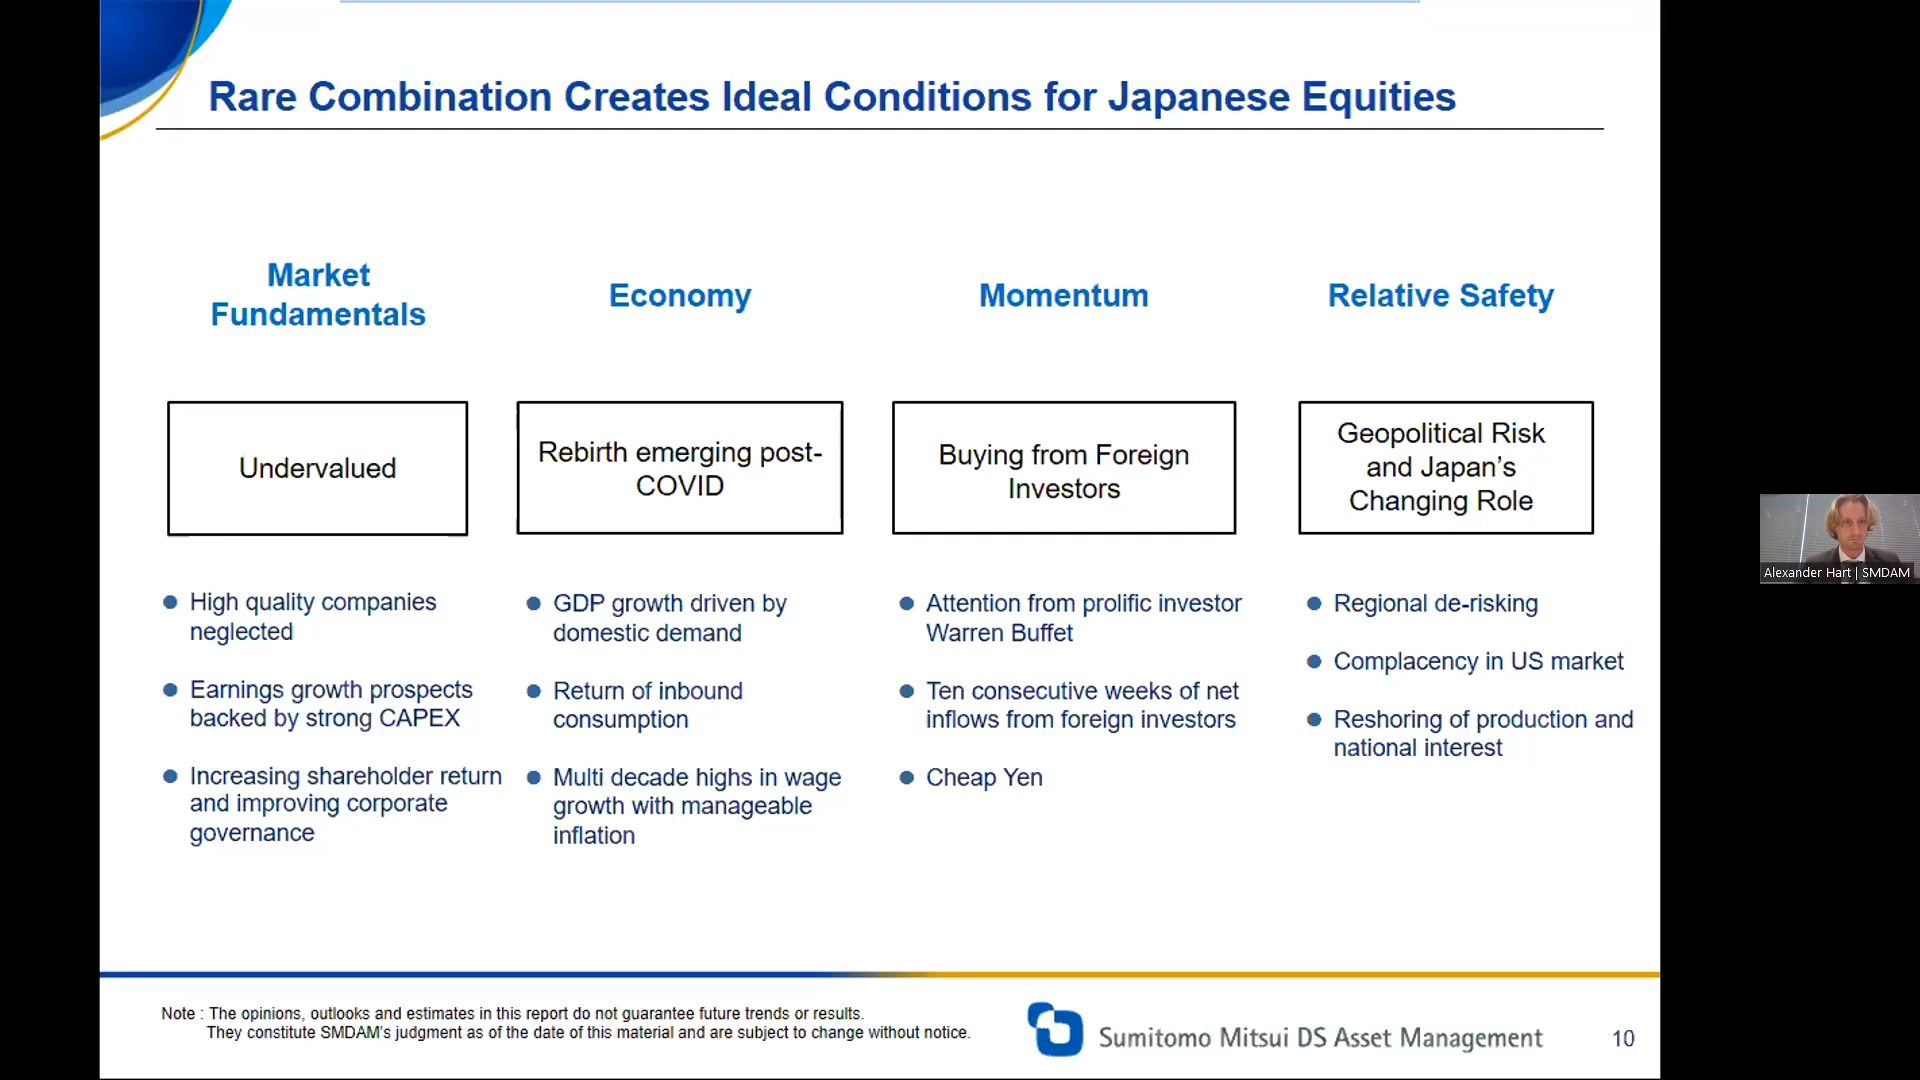 Rare Combination Creates Ideal Conditions for Japanese Equities
Market
Fundamentals
Undervalued
High quality companies
neglected
Earnings growth prospects
backed by strong CAPEX
Increasing shareholder return
and improving corporate
governance
Economy
Rebirth emerging post-
COVID
GDP growth driven by
domestic demand
Return of inbound
consumption
Multi decade highs in wage
growth with manageable
inflation
Momentum
Buying from Foreign
Investors
Attention from prolific investor
Warren Buffet
Ten consecutive weeks of net
inflows from foreign investors
Cheap Yen
Relative Safety
Geopolitical Risk
and Japan’s
Changing Role
Regional de-risking
Complacency in US market
Reshoring of production and
national interest
Alexander Hart | SMDAM
Note : The opinions, outlooks and estimates in this report do not guarantee future trends or results.
They constitute SMDAM’s judgment as of the date of this material and are subject to change without notice.
Sumitomo Mitsui DS Asset Management
10